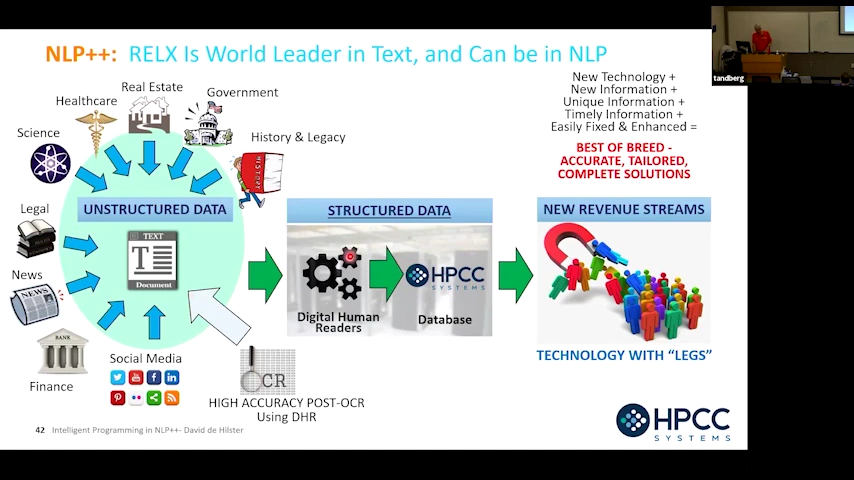 NLP++: RELX Is World Leader in Text, and Can be in NLP
tandberg
Real Estate
Government
Healthcare
Science
History & Legacy
HISTORY
Legal
News
NEWS
BANK
Finance
Social Media
UNSTRUCTURED DATA
TEXT
T
Document
OCR
HIGH ACCURACY POST-OCR
Using DHR
STRUCTURED DATA
Digital Human
Readers
HPCC
SYSTEMS
Database
New Technology +
New Information +
Unique Information +
Timely Information +
Easily Fixed & Enhanced =
BEST OF BREED -
ACCURATE, TAILORED,
COMPLETE SOLUTIONS
NEW REVENUE STREAMS
TECHNOLOGY WITH “LEGS”
42 Intelligent Programming in NLP++- David de Hilster
HPCC
SYSTEMS